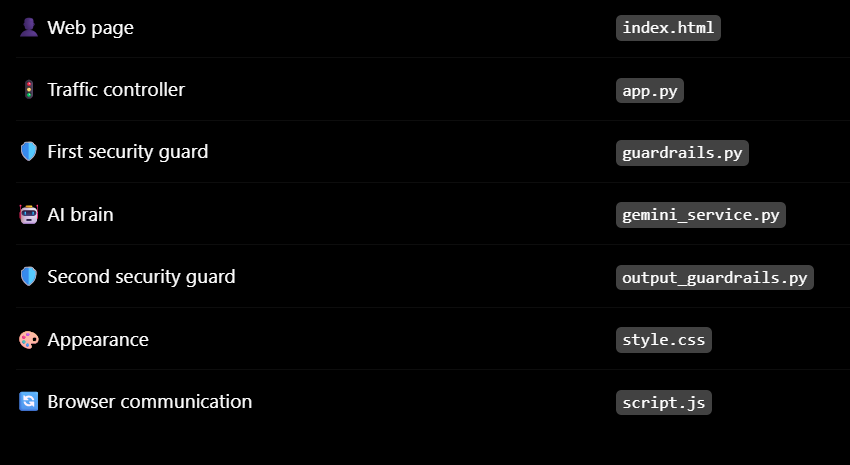 Web page index.html
Traffic controller app.py
First security guard guardrails.py
AI brain gemini_service.py
Second security guard output_guardrails.py
Appearance style.css
Browser communication script.js